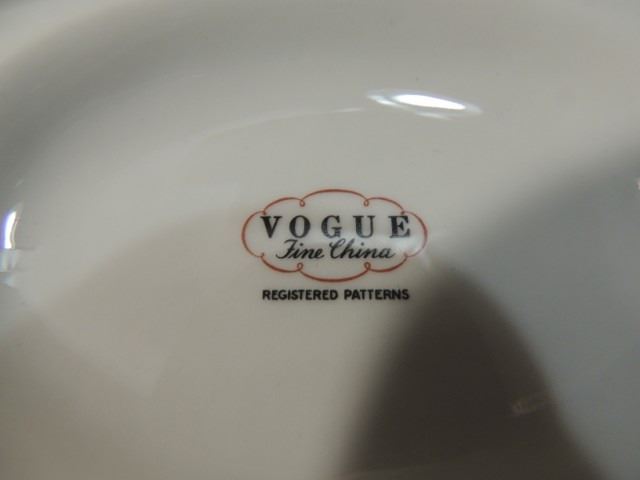 VOGUE
Fine China
REGISTERED PATTERNS